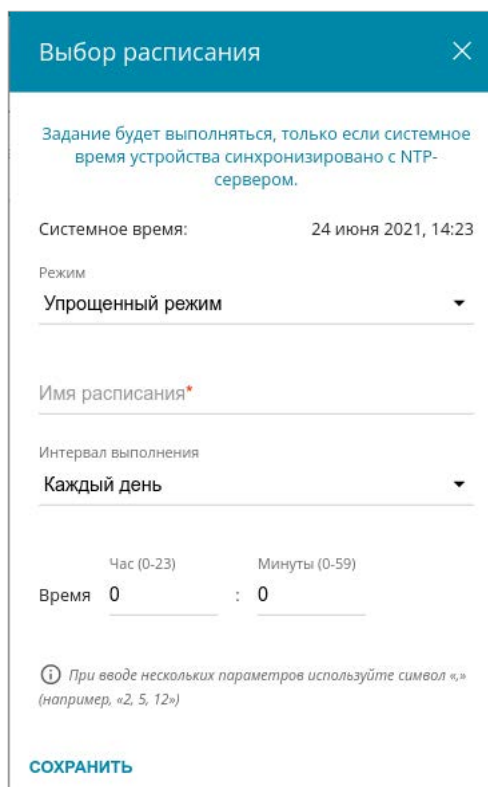 Выбор расписания
Задание будет выполняться, только если системное
время устройства синхронизировано с NTP-
сервером.
Системное время: 24 июня 2021, 14:23
Режим
Упрощенный режим
Имя расписания*
Интервал выполнения
Каждый день
Час (0-23) Минуты (0-59)
Время 0 : 0
При вводе нескольких параметров используйте символ «,»
(например, «2, 5, 12»)
СОХРАНИТЬ